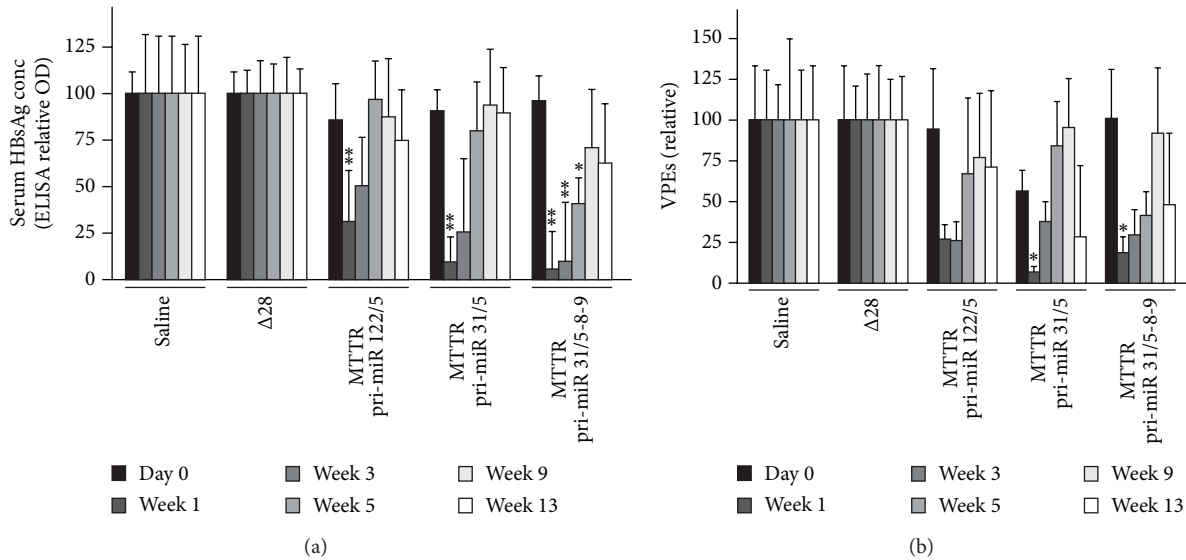 Serum HBsAg conc
(ELISA relative OD)
125
100
75
50
25
0
**
**
**
**
*
Saline
Δ28
MTTR
pri-miR 122/5
MTTR
pri-miR 31/5
MTTR
pri-miR 31/5-8-9
Day 0
Week 3
Week 9
Week 1
Week 5
Week 13
(a)
VPEs (relative)
150
125
100
75
50
25
0
*
*
Saline
Δ28
MTTR
pri-miR 122/5
MTTR
pri-miR 31/5
MTTR
pri-miR 31/5-8-9
Day 0
Week 3
Week 9
Week 1
Week 5
Week 13
(b)